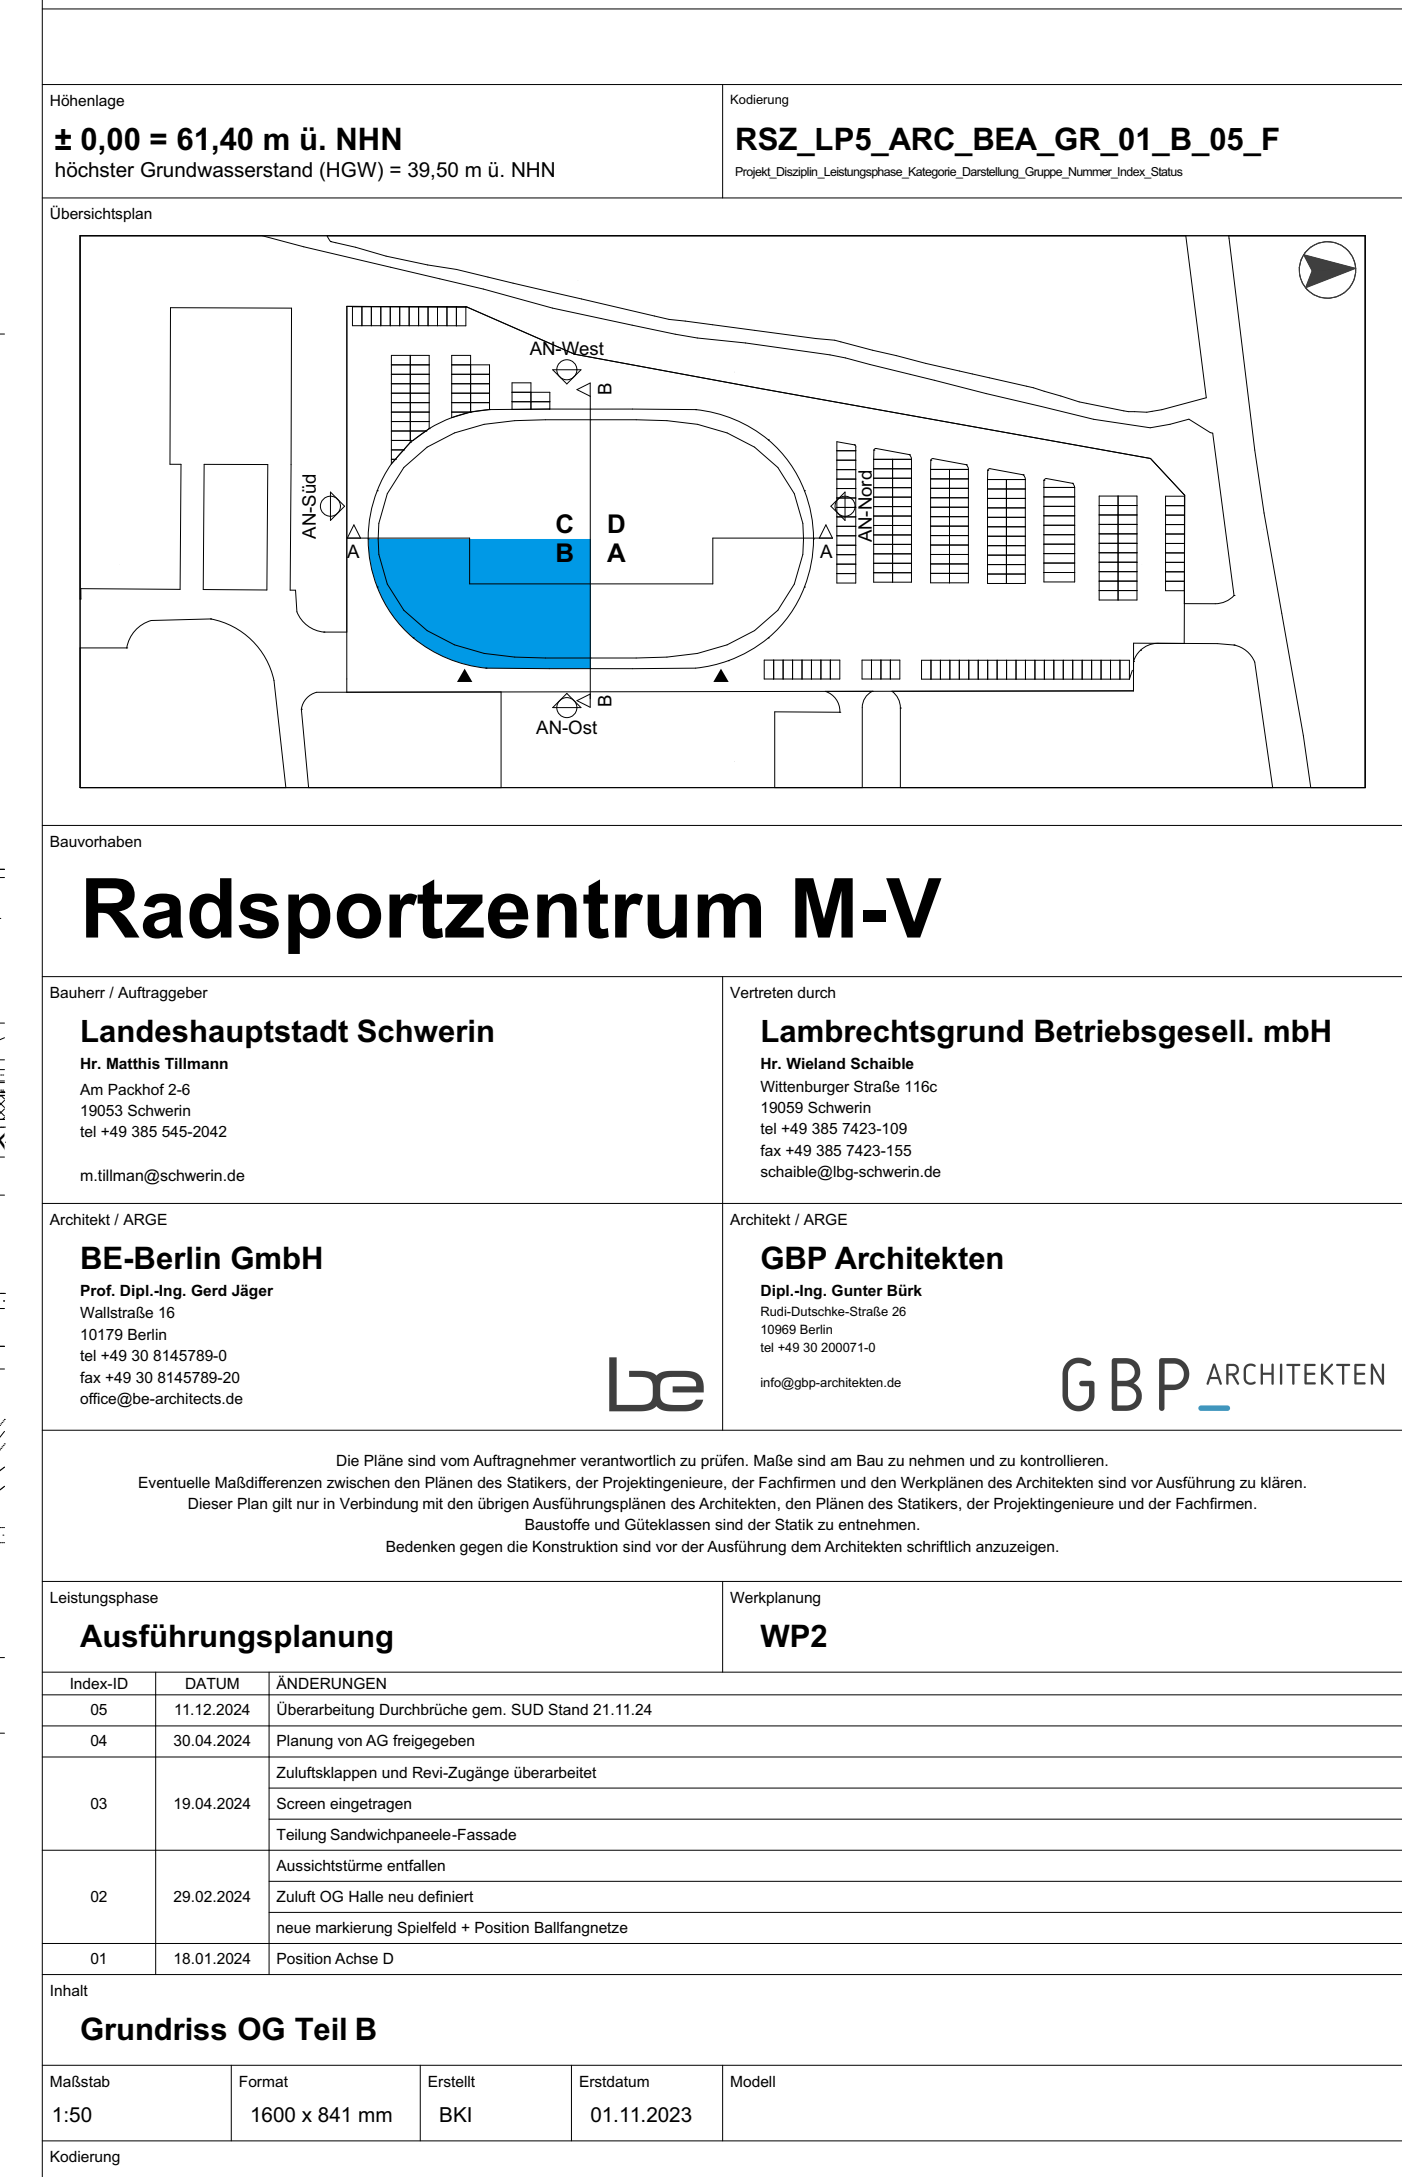 Höhenlage
± 0,00 = 61,40 m ü. NHN
höchster Grundwasserstand (HGW) = 39,50 m ü. NHN
Kodierung
RSZ_LP5_ARC_BEA_GR_01_B_05_F
Projekt_Disziplin_Leistungsphase_Kategorie_Darstellung_Gruppe_Nummer_Index_Status
Übersichtsplan
AN-West
B
AN-Süd
AN-Nord
C D
B A
A
A
B
AN-Ost
Bauvorhaben
Radsportzentrum M-V
Bauherr / Auftraggeber
Landeshauptstadt Schwerin
Hr. Matthis Tillmann
Am Packhof 2-6
19053 Schwerin
tel +49 385 545-2042
m.tillman@schwerin.de
Vertreten durch
Lambrechtsgrund Betriebsgesell. mbH
Hr. Wieland Schaible
Wittenburger Straße 116c
19059 Schwerin
tel +49 385 7423-109
fax +49 385 7423-155
schaible@lbg-schwerin.de
Architekt / ARGE
BE-Berlin GmbH
Prof. Dipl.-Ing. Gerd Jäger
Wallstraße 16
10179 Berlin
tel +49 30 8145789-0
fax +49 30 8145789-20
office@be-architects.de
be
Architekt / ARGE
GBP Architekten
Dipl.-Ing. Gunter Bürk
Rudi-Dutschke-Straße 26
10969 Berlin
tel +49 30 200071-0
info@gbp-architekten.de
GBP_ARCHITEKTEN
Die Pläne sind vom Auftragnehmer verantwortlich zu prüfen. Maße sind am Bau zu nehmen und zu kontrollieren.
Eventuelle Maßdifferenzen zwischen den Plänen des Statikers, der Projektingenieure, der Fachfirmen und den Werkplänen des Architekten sind vor Ausführung zu klären.
Dieser Plan gilt nur in Verbindung mit den übrigen Ausführungsplänen des Architekten, den Plänen des Statikers, der Projektingenieure und der Fachfirmen.
Baustoffe und Güteklassen sind der Statik zu entnehmen.
Bedenken gegen die Konstruktion sind vor der Ausführung dem Architekten schriftlich anzuzeigen.
Leistungsphase
Ausführungsplanung
Werkplanung
WP2
Index-ID DATUM ÄNDERUNGEN
05 11.12.2024 Überarbeitung Durchbrüche gem. SUD Stand 21.11.24
04 30.04.2024 Planung von AG freigegeben
Zuluftsklappen und Revi-Zugänge überarbeitet
03 19.04.2024 Screen eingetragen
Teilung Sandwichpaneele-Fassade
Aussichtstürme entfallen
02 29.02.2024 Zuluft OG Halle neu definiert
neue markierung Spielfeld + Position Ballfangnetze
01 18.01.2024 Position Achse D
Inhalt
Grundriss OG Teil B
Maßstab Format Erstellt Erstdatum Modell
1:50 1600 x 841 mm BKI 01.11.2023
Kodierung